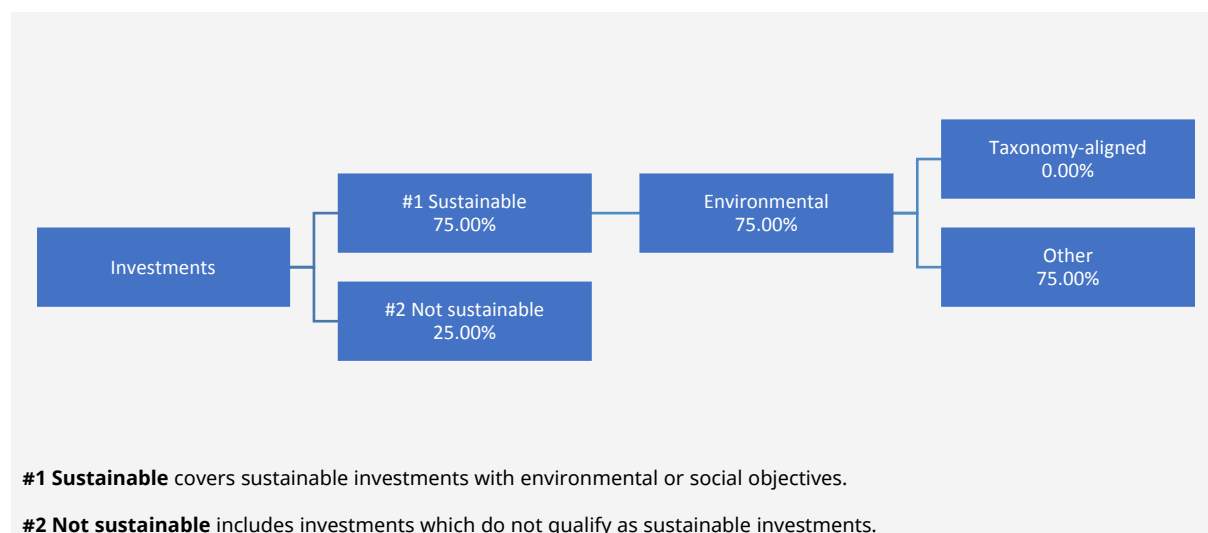 Taxonomy-aligned
0.00%
#1 Sustainable
75.00%
Environmental
75.00%
Investments
Other
75.00%
#2 Not sustainable
25.00%
#1 Sustainable covers sustainable investments with environmental or social objectives.
#2 Not sustainable includes investments which do not qualify as sustainable investments.